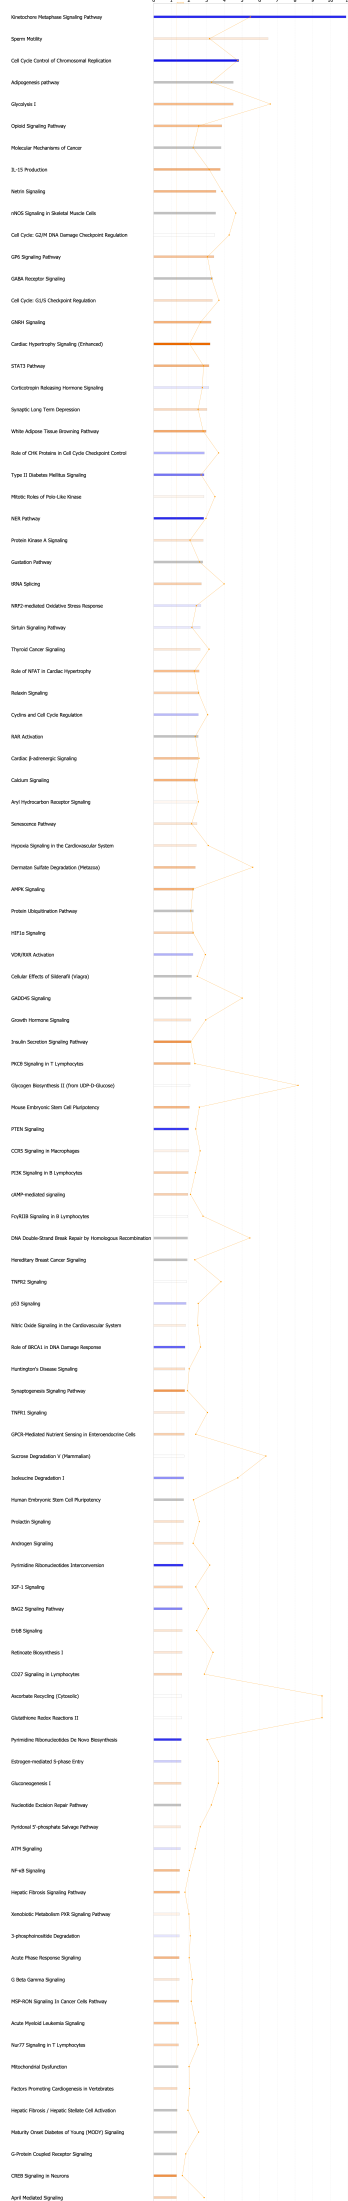 0 1 2 3 4 5 6 7 8 9 10 11
Kinetochore Metaphase Signaling Pathway
Sperm Motility
Cell Cycle Control of Chromosomal Replication
Adipogenesis pathway
Glycolysis I
Opioid Signaling Pathway
Molecular Mechanisms of Cancer
IL-15 Production
Netrin Signaling
nNOS Signaling in Skeletal Muscle Cells
Cell Cycle: G2/M DNA Damage Checkpoint Regulation
GP6 Signaling Pathway
GABA Receptor Signaling
Cell Cycle: G1/S Checkpoint Regulation
GNRH Signaling
Cardiac Hypertrophy Signaling (Enhanced)
STAT3 Pathway
Corticotropin Releasing Hormone Signaling
Synaptic Long Term Depression
White Adipose Tissue Browning Pathway
Role of CHK Proteins in Cell Cycle Checkpoint Control
Type II Diabetes Mellitus Signaling
Mitotic Roles of Polo-Like Kinase
NER Pathway
Protein Kinase A Signaling
Gustation Pathway
tRNA Splicing
NRF2-mediated Oxidative Stress Response
Sirtuin Signaling Pathway
Thyroid Cancer Signaling
Role of NFAT in Cardiac Hypertrophy
Relaxin Signaling
Cyclins and Cell Cycle Regulation
RAR Activation
Cardiac β-adrenergic Signaling
Calcium Signaling
Aryl Hydrocarbon Receptor Signaling
Senescence Pathway
Hypoxia Signaling in the Cardiovascular System
Dermatan Sulfate Degradation (Metazoa)
AMPK Signaling
Protein Ubiquitination Pathway
HIF1α Signaling
VDR/RXR Activation
Cellular Effects of Sildenafil (Viagra)
GADD45 Signaling
Growth Hormone Signaling
Insulin Secretion Signaling Pathway
PKCθ Signaling in T Lymphocytes
Glycogen Biosynthesis II (from UDP-D-Glucose)
Mouse Embryonic Stem Cell Pluripotency
PTEN Signaling
CCR5 Signaling in Macrophages
PI3K Signaling in B Lymphocytes
cAMP-mediated signaling
FcγRIIB Signaling in B Lymphocytes
DNA Double-Strand Break Repair by Homologous Recombination
Hereditary Breast Cancer Signaling
TNFR2 Signaling
p53 Signaling
Nitric Oxide Signaling in the Cardiovascular System
Role of BRCA1 in DNA Damage Response
Huntington's Disease Signaling
Synaptogenesis Signaling Pathway
TNFR1 Signaling
GPCR-Mediated Nutrient Sensing in Enteroendocrine Cells
Sucrose Degradation V (Mammalian)
Isoleucine Degradation I
Human Embryonic Stem Cell Pluripotency
Prolactin Signaling
Androgen Signaling
Pyrimidine Ribonucleotides Interconversion
IGF-1 Signaling
BAG2 Signaling Pathway
ErbB Signaling
Retinoate Biosynthesis I
CD27 Signaling in Lymphocytes
Ascorbate Recycling (Cytosolic)
Glutathione Redox Reactions II
Pyrimidine Ribonucleotides De Novo Biosynthesis
Estrogen-mediated S-phase Entry
Gluconeogenesis I
Nucleotide Excision Repair Pathway
Pyridoxal 5'-phosphate Salvage Pathway
ATM Signaling
NF-κB Signaling
Hepatic Fibrosis Signaling Pathway
Xenobiotic Metabolism PXR Signaling Pathway
3-phosphoinositide Degradation
Acute Phase Response Signaling
G Beta Gamma Signaling
MSP-RON Signaling In Cancer Cells Pathway
Acute Myeloid Leukemia Signaling
Nur77 Signaling in T Lymphocytes
Mitochondrial Dysfunction
Factors Promoting Cardiogenesis in Vertebrates
Hepatic Fibrosis / Hepatic Stellate Cell Activation
Maturity Onset Diabetes of Young (MODY) Signaling
G-Protein Coupled Receptor Signaling
CREB Signaling in Neurons
April Mediated Signaling